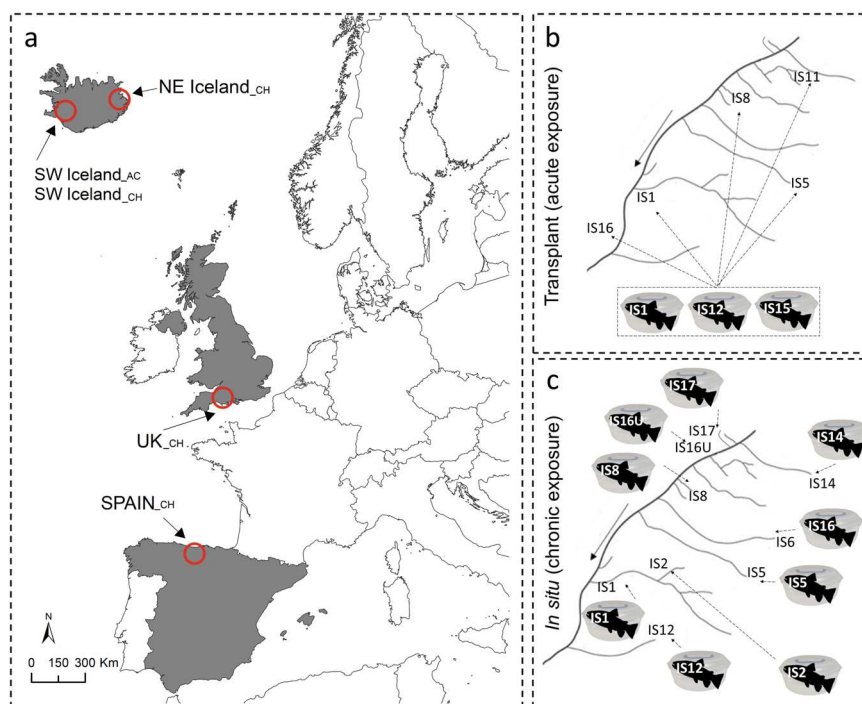 a
NE Iceland_CH
SW Iceland_AC
SW Iceland_CH
UK_CH
SPAIN_CH
N
0 150 300 Km
b
Transplant (acute exposure)
IS11
IS8
IS5
IS1
IS16
IS1 IS12 IS15
c
In situ (chronic exposure)
IS17
IS16U
IS17
IS16U
IS14
IS8
IS14
IS8
IS16
IS6
IS2
IS5
IS5
IS1
IS1
IS12
IS12
IS2